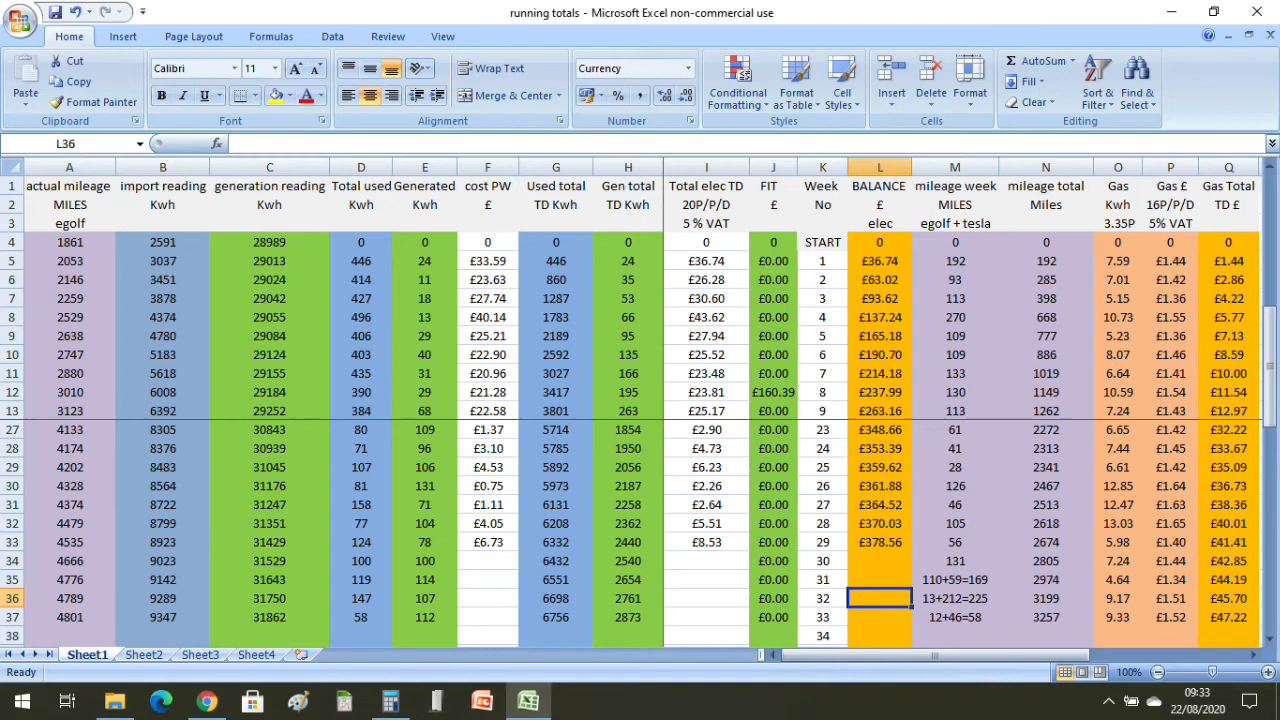 running totals - Microsoft Excel non-commercial use
Home Insert Page Layout Formulas Data Review View
Paste Cut Copy Format Painter Clipboard
Calibri 11 B I U A A A Font
Wrap Text Merge & Center Alignment
Currency % , Number
Conditional Formatting Format as Table Cell Styles Styles
Insert Delete Format Cells
Σ AutoSum Fill Clear Sort & Filter Find & Select Editing
L36 fx
A B C D E F G H I J K L M N O P Q
1 actual mileage import reading generation reading Total used Generated cost PW Used total Gen total Total elec TD FIT Week BALANCE mileage week mileage total Gas Gas £ Gas Total
2 MILES Kwh Kwh Kwh Kwh £ TD Kwh TD Kwh 20P/P/D £ No £ MILES Miles Kwh 16P/P/D TD £
3 egolf 5 % VAT elec egolf + tesla 3.35P 5% VAT
4 1861 2591 28989 0 0 0 0 0 0 0 START 0 0 0 0 0 0
5 2053 3037 29013 446 24 £33.59 446 24 £36.74 £0.00 1 £36.74 192 192 7.59 £1.44 £1.44
6 2146 3451 29024 414 11 £23.63 860 35 £26.28 £0.00 2 £63.02 93 285 7.01 £1.42 £2.86
7 2259 3878 29042 427 18 £27.74 1287 53 £30.60 £0.00 3 £93.62 113 398 5.15 £1.36 £4.22
8 2529 4374 29055 496 13 £40.14 1783 66 £43.62 £0.00 4 £137.24 270 668 10.73 £1.55 £5.77
9 2638 4780 29084 406 29 £25.21 2189 95 £27.94 £0.00 5 £165.18 109 777 5.23 £1.36 £7.13
10 2747 5183 29124 403 40 £22.90 2592 135 £25.52 £0.00 6 £190.70 109 886 8.07 £1.46 £8.59
11 2880 5618 29155 435 31 £20.96 3027 166 £23.48 £0.00 7 £214.18 133 1019 6.64 £1.41 £10.00
12 3010 6008 29184 390 29 £21.28 3417 195 £23.81 £160.39 8 £237.99 130 1149 10.59 £1.54 £11.54
13 3123 6392 29252 384 68 £22.58 3801 263 £25.17 £0.00 9 £263.16 113 1262 7.24 £1.43 £12.97
27 4133 8305 30843 80 109 £1.37 5714 1854 £2.90 £0.00 23 £348.66 61 2272 6.65 £1.42 £32.22
28 4174 8376 30939 71 96 £3.10 5785 1950 £4.73 £0.00 24 £353.39 41 2313 7.44 £1.45 £33.67
29 4202 8483 31045 107 106 £4.53 5892 2056 £6.23 £0.00 25 £359.62 28 2341 6.61 £1.42 £35.09
30 4328 8564 31176 81 131 £0.75 5973 2187 £2.26 £0.00 26 £361.88 126 2467 12.85 £1.64 £36.73
31 4374 8722 31247 158 71 £1.11 6131 2258 £2.64 £0.00 27 £364.52 46 2513 12.47 £1.63 £38.36
32 4479 8799 31351 77 104 £4.05 6208 2362 £5.51 £0.00 28 £370.03 105 2618 13.03 £1.65 £40.01
33 4535 8923 31429 124 78 £6.73 6332 2440 £8.53 £0.00 29 £378.56 56 2674 5.98 £1.40 £41.41
34 4666 9023 31529 100 100 6432 2540 £0.00 30 131 2805 7.24 £1.44 £42.85
35 4776 9142 31643 119 114 6551 2654 £0.00 31 110+59=169 2974 4.64 £1.34 £44.19
36 4789 9289 31750 147 107 6698 2761 £0.00 32 13+212=225 3199 9.17 £1.51 £45.70
37 4801 9347 31862 58 112 6756 2873 £0.00 33 12+46=58 3257 9.33 £1.52 £47.22
38 34
Sheet1 Sheet2 Sheet3 Sheet4
Ready 100%
09:33
22/08/2020